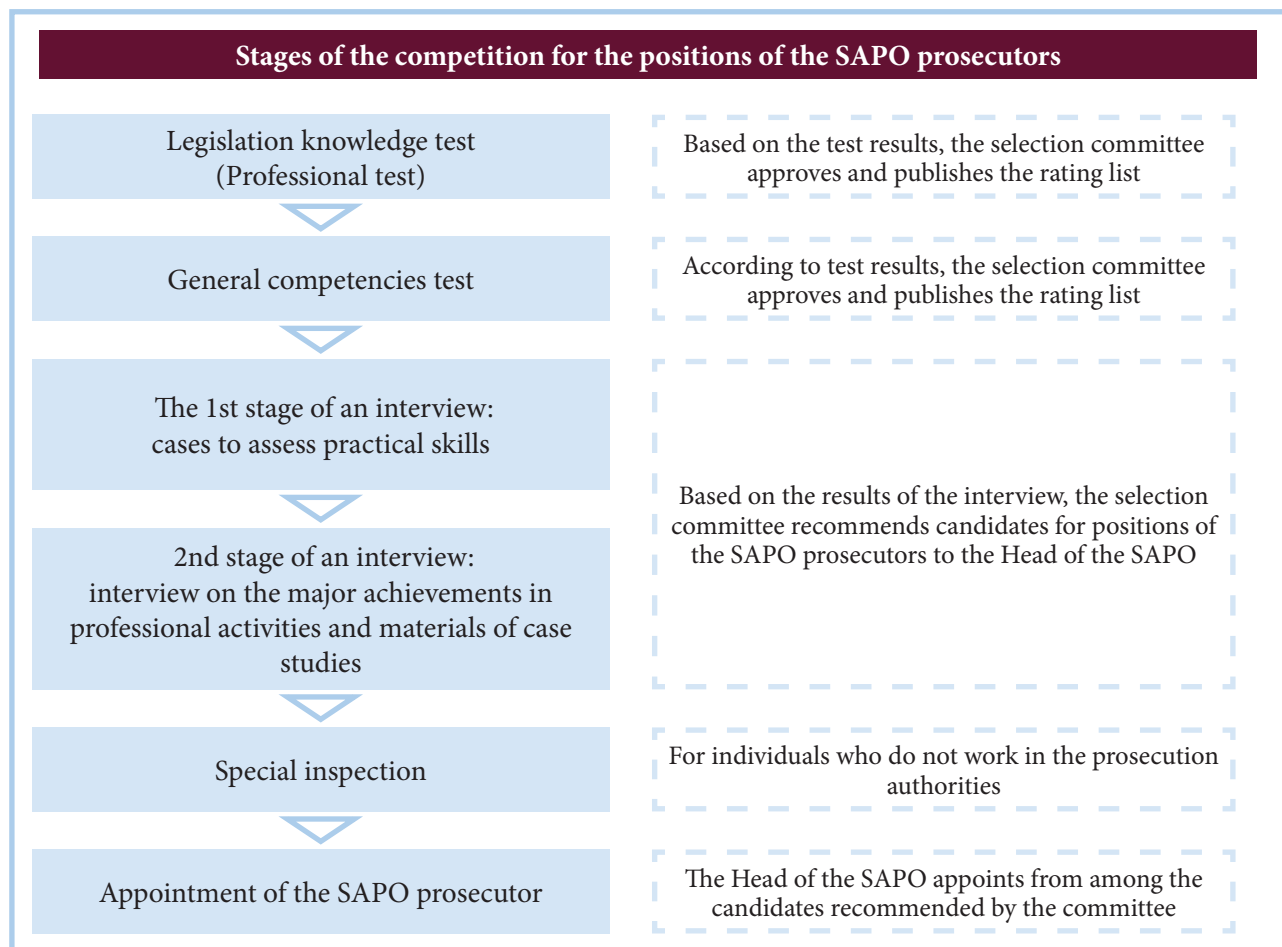 Stages of the competition for the positions of the SAPO prosecutors
Legislation knowledge test
(Professional test)
Based on the test results, the selection committee
approves and publishes the rating list
General competencies test
According to test results, the selection committee
approves and publishes the rating list
The 1st stage of an interview:
cases to assess practical skills
2nd stage of an interview:
interview on the major achievements in
professional activities and materials of case
studies
Based on the results of the interview, the selection
committee recommends candidates for positions of
the SAPO prosecutors to the Head of the SAPO
Special inspection
For individuals who do not work in the prosecution
authorities
Appointment of the SAPO prosecutor
The Head of the SAPO appoints from among the
candidates recommended by the committee